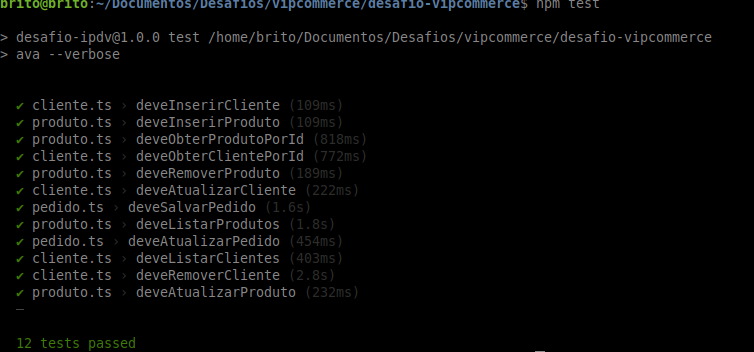 brito@brito:~/Documentos/Desafios/vipcommerce/desafio-vipcommerce$ npm test
> desafio-ipdv@1.0.0 test /home/brito/Documentos/Desafios/vipcommerce/desafio-vipcommerce
> ava --verbose
✔ cliente.ts › deveInserirCliente (109ms)
✔ produto.ts › deveInserirProduto (109ms)
✔ produto.ts › deveObterProdutoPorId (818ms)
✔ cliente.ts › deveObterClientePorId (772ms)
✔ produto.ts › deveRemoverProduto (189ms)
✔ cliente.ts › deveAtualizarCliente (222ms)
✔ pedido.ts › deveSalvarPedido (1.6s)
✔ produto.ts › deveListarProdutos (1.8s)
✔ pedido.ts › deveAtualizarPedido (454ms)
✔ cliente.ts › deveListarClientes (403ms)
✔ cliente.ts › deveRemoverCliente (2.8s)
✔ produto.ts › deveAtualizarProduto (232ms)
─
12 tests passed